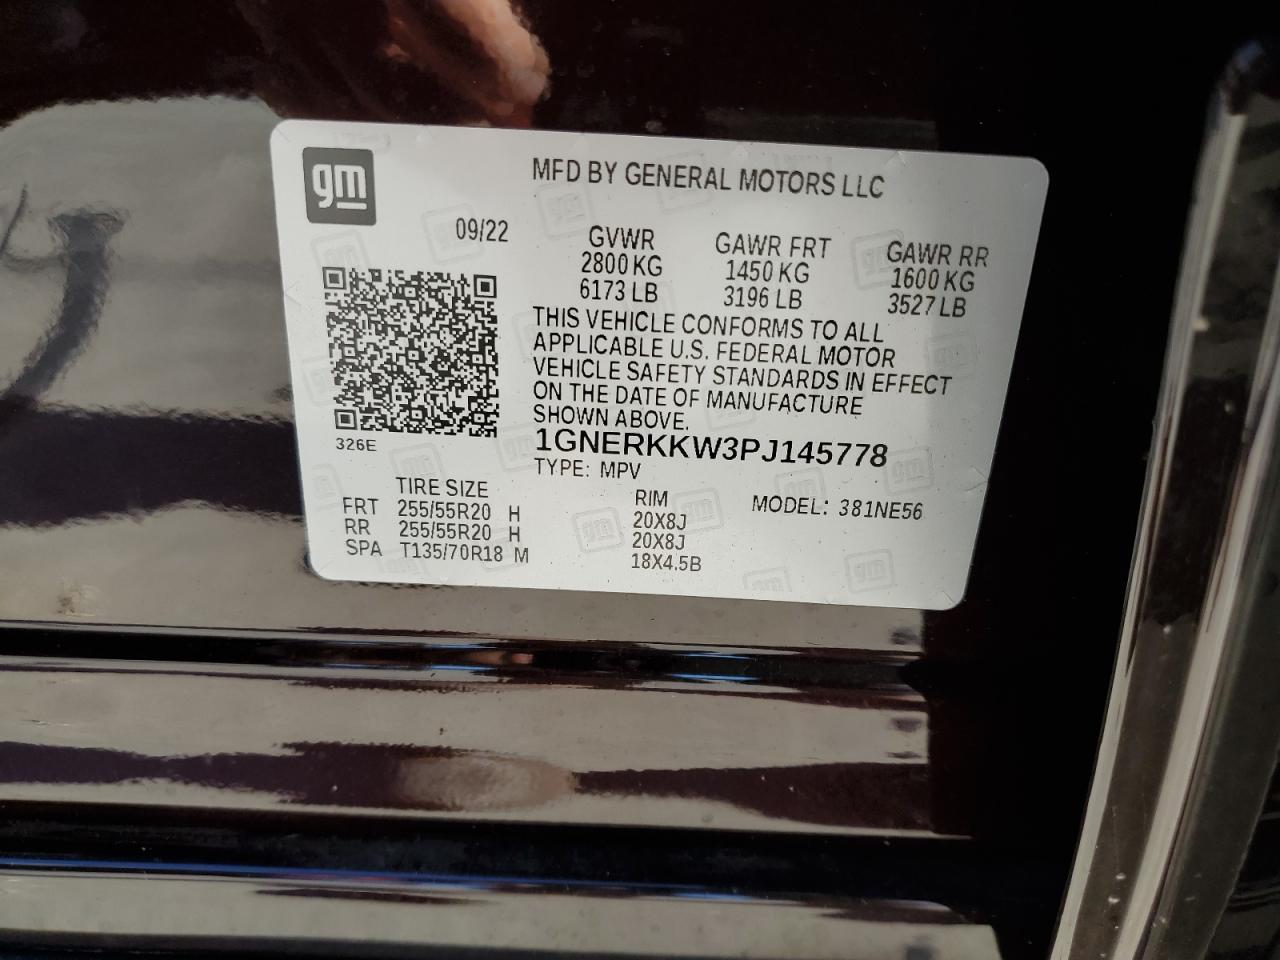 gm
MFD BY GENERAL MOTORS LLC
09/22
GVWR GAWR FRT GAWR RR
2800 KG 1450 KG 1600 KG
6173 LB 3196 LB 3527 LB
THIS VEHICLE CONFORMS TO ALL
APPLICABLE U.S. FEDERAL MOTOR
VEHICLE SAFETY STANDARDS IN EFFECT
ON THE DATE OF MANUFACTURE
SHOWN ABOVE.
326E
1GNERKKW3PJ145778
TYPE: MPV
TIRE SIZE RIM MODEL: 381NE56
FRT 255/55R20 H 20X8J
RR 255/55R20 H 20X8J
SPA T135/70R18 M 18X4.5B